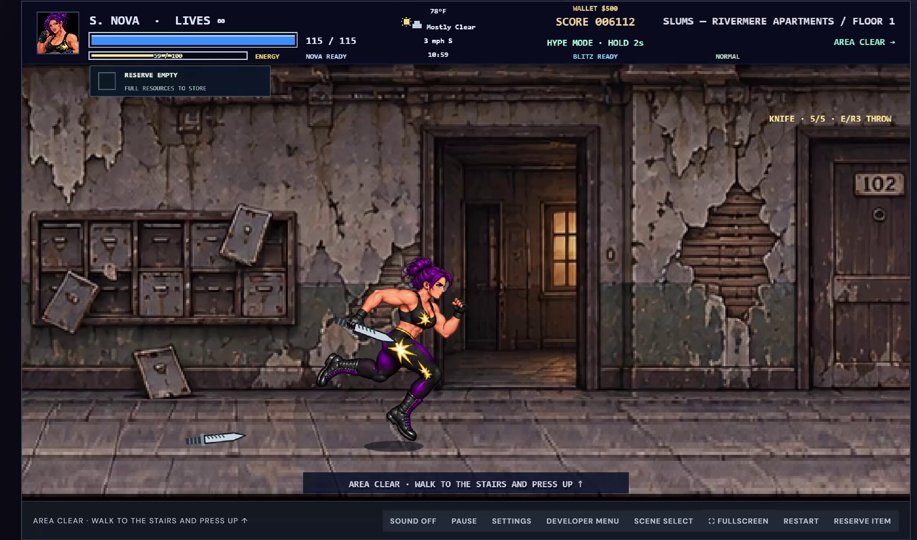 S. NOVA · LIVES ∞
115 / 115
ENERGY
NOVA READY
RESERVE EMPTY
FULL RESOURCES TO STORE
78°F
Mostly Clear
3 mph S
10:59
WALLET $500
SCORE 006112
HYPE MODE · HOLD 2s
BLITZ READY
SLUMS — RIVERMERE APARTMENTS / FLOOR 1
AREA CLEAR →
NORMAL
KNIFE · 5/5 · E/R3 THROW
102
AREA CLEAR · WALK TO THE STAIRS AND PRESS UP ↑
AREA CLEAR · WALK TO THE STAIRS AND PRESS UP ↑
SOUND OFF
PAUSE
SETTINGS
DEVELOPER MENU
SCENE SELECT
⛶ FULLSCREEN
RESTART
RESERVE ITEM